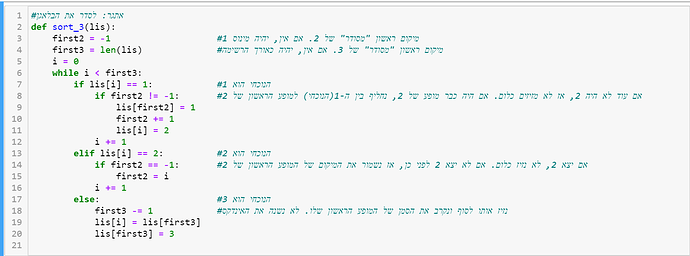 1 #אתגר: לסדר את הבלאגן
2 def sort_3(lis):
3 first2 = -1 #מיקום ראשון "מסודר" של 2. אם אין, יהיה מינוס 1
4 first3 = len(lis) #מיקום ראשון "מסודר" של 3. אם אין, יהיה כאורך הרשימה
5 i = 0
6 while i < first3:
7 if lis[i] == 1: #הנוכחי הוא 1
8 if first2 != -1: #אם עוד לא היה 2, אז לא מזיזים כלום. אם היה כבר מופע של 2, נחליף בין ה-1(הנוכחי) למופע הראשון של 2
9 lis[first2] = 1
10 first2 += 1
11 lis[i] = 2
12 i += 1
13 elif lis[i] == 2: #הנוכחי הוא 2
14 if first2 == -1: #אם יצא 2, לא נזיז כלום. אם לא יצא 2 לפני כן, אז נשמור את המיקום של המופע הראשון של 2
15 first2 = i
16 i += 1
17 else: #הנוכחי הוא 3
18 first3 -= 1 #נזיז אותו לסוף ונקרב את הסמן של המופע הראשון שלו. לא נשנה את האינדקס
19 lis[i] = lis[first3]
20 lis[first3] = 3
21